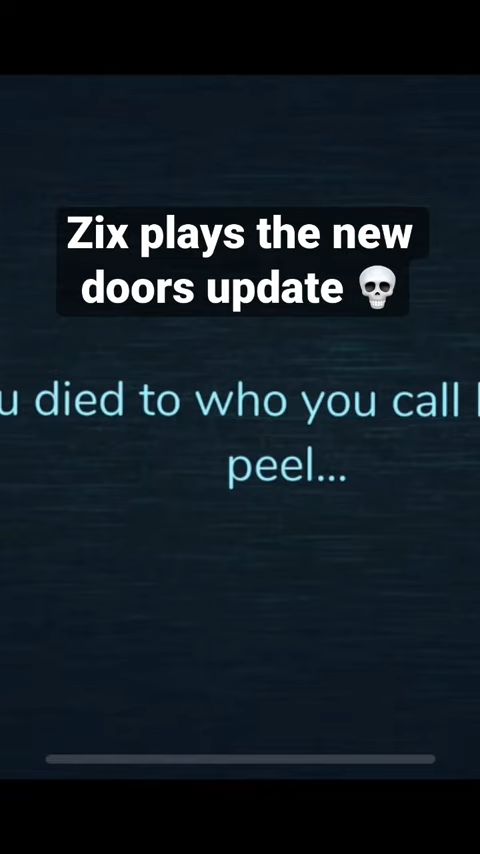 Zix plays the new
doors update 💀
u died to who you call
peel...